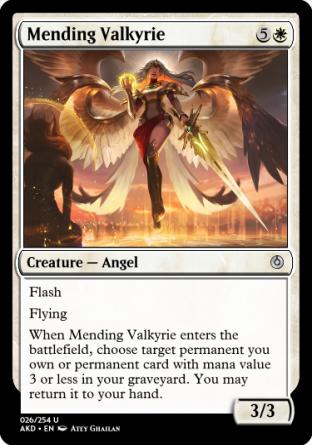 Mending Valkyrie 5
Creature — Angel
Flash
Flying
When Mending Valkyrie enters the
battlefield, choose target permanent you
own or permanent card with mana value
3 or less in your graveyard. You may
return it to your hand.
3/3
026/254 U
AKD • EN Atey Ghailan